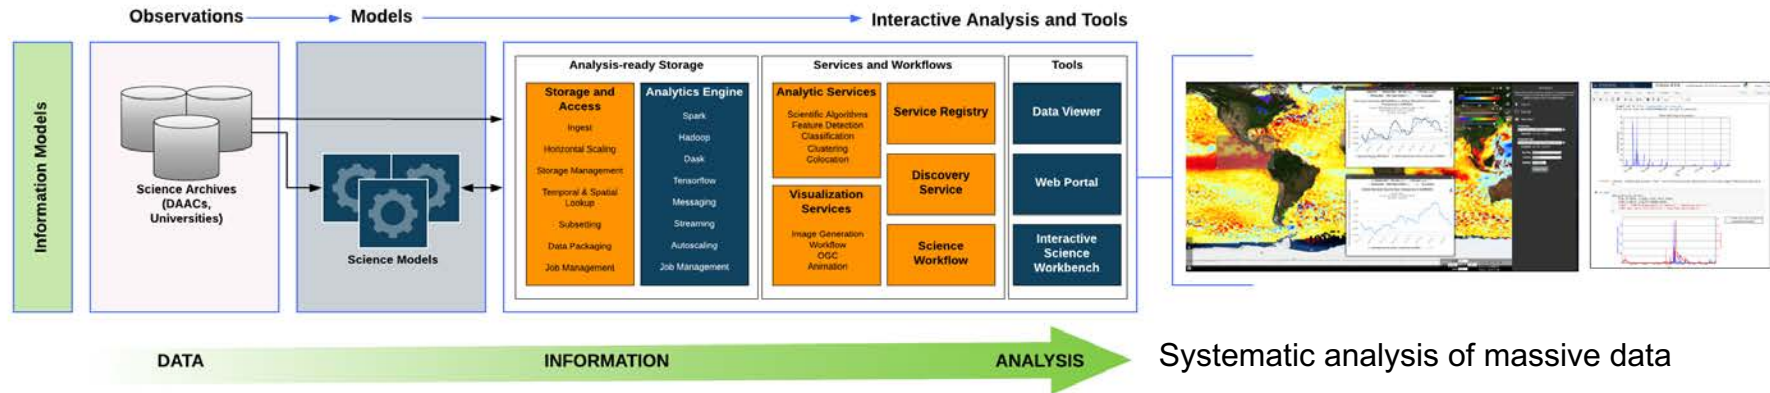 Observations
Models
Interactive Analysis and Tools
Information Models
Science Archives
(DAACs,
Universities)
Science Models
Analysis-ready Storage
Storage and
Access
Ingest
Horizontal Scaling
Storage Management
Temporal & Spatial
Lookup
Subsetting
Data Packaging
Job Management
Analytics Engine
Spark
Hadoop
Dask
Tensorflow
Messaging
Streaming
Autoscaling
Job Management
Services and Workflows
Analytic Services
Scientific Algorithms
Feature Detection
Classification
Clustering
Colocation
Visualization
Services
Image Generation
Workflow
OGC
Animation
Service Registry
Discovery
Service
Science
Workflow
Tools
Data Viewer
Web Portal
Interactive
Science
Workbench
DATA
INFORMATION
ANALYSIS
Systematic analysis of massive data